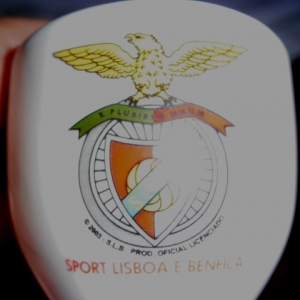 E PLURIBUS UNUM
© 2003. S.L.B. PROD. OFICIAL LICENCIADO
SPORT LISBOA E BENFICA